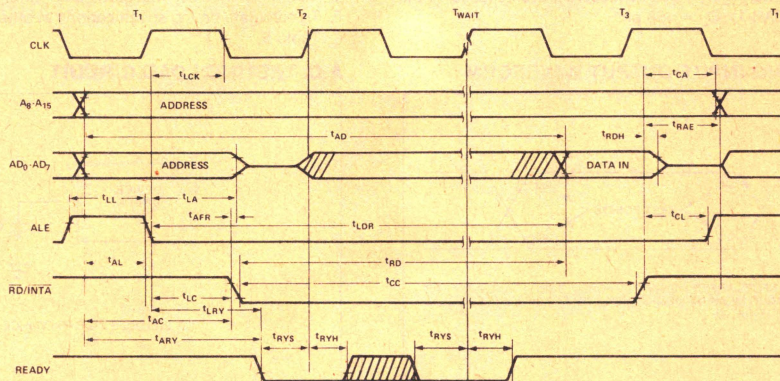 T1 T2 TWAIT T3 T1
CLK
tLCK tCA
A8-A15 ADDRESS
tAD tRDH tRAE
AD0-AD7 ADDRESS DATA IN
tLL tLA tCL
tAFR tLDR
ALE
tAL tRD
RD/INTA tLC tCC
tLRY
tAC
tARY tRYS tRYH tRYS tRYH
READY